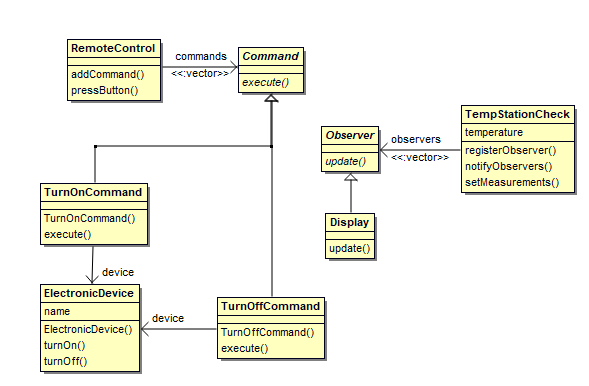 RemoteControl
addCommand()
pressButton()
commands
<<:vector>>
Command
execute()
Observer
update()
observers
<<:vector>>
TempStationCheck
temperature
registerObserver()
notifyObservers()
setMeasurements()
TurnOnCommand
TurnOnCommand()
execute()
Display
update()
device
ElectronicDevice
name
ElectronicDevice()
turnOn()
turnOff()
device
TurnOffCommand
TurnOffCommand()
execute()